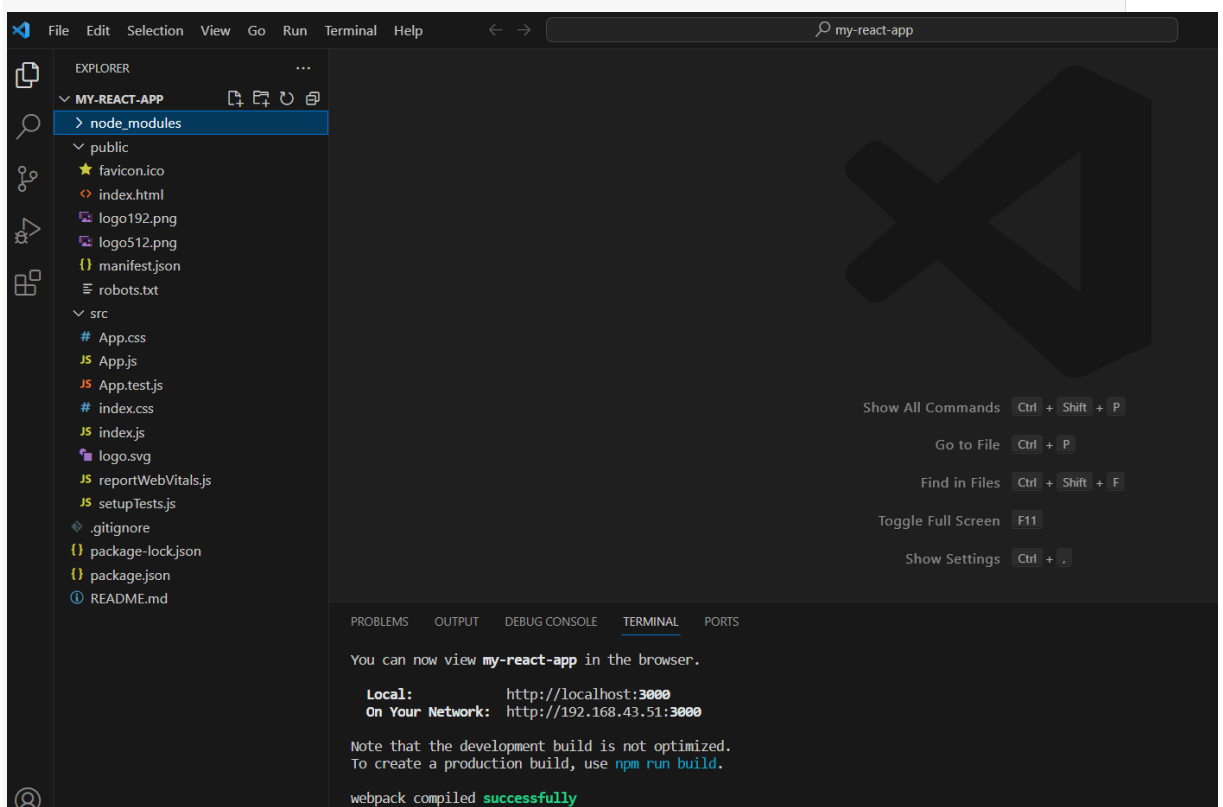 File Edit Selection View Go Run Terminal Help
my-react-app
EXPLORER
MY-REACT-APP
node_modules
public
favicon.ico
index.html
logo192.png
logo512.png
manifest.json
robots.txt
src
App.css
App.js
App.test.js
index.css
index.js
logo.svg
reportWebVitals.js
setupTests.js
.gitignore
package-lock.json
package.json
README.md
Show All Commands Ctrl + Shift + P
Go to File Ctrl + P
Find in Files Ctrl + Shift + F
Toggle Full Screen F11
Show Settings Ctrl + ,
PROBLEMS OUTPUT DEBUG CONSOLE TERMINAL PORTS
You can now view my-react-app in the browser.
Local: http://localhost:3000
On Your Network: http://192.168.43.51:3000
Note that the development build is not optimized.
To create a production build, use npm run build.
webpack compiled successfully